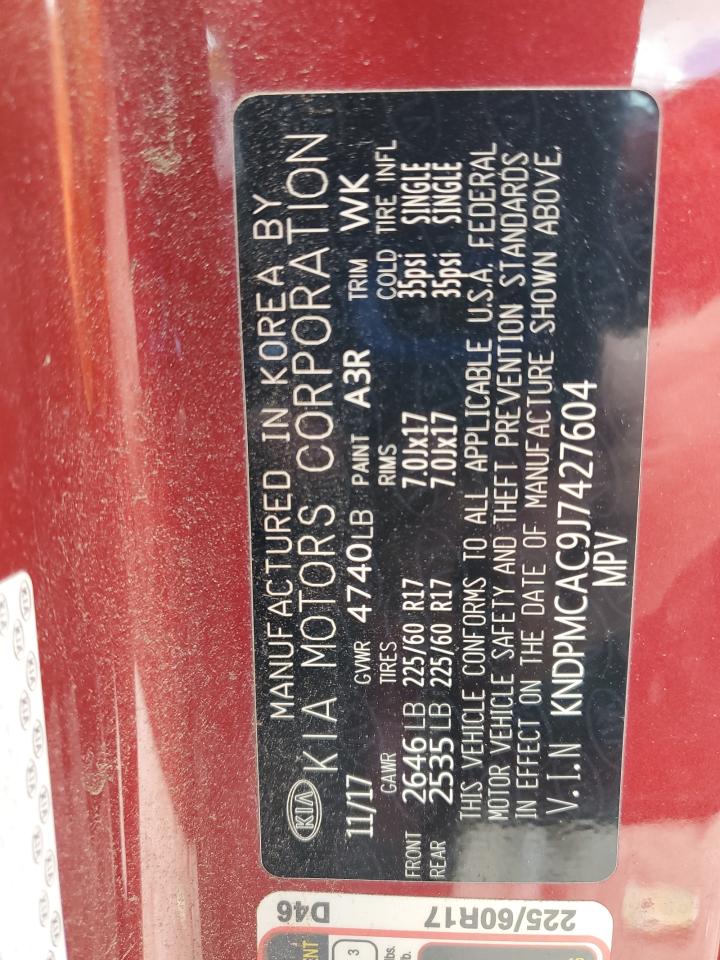 MANUFACTURED IN KOREA BY
KIA KIA MOTORS CORPORATION
11/17 GVWR 4740LB PAINT A3R TRIM WK
GAWR TIRES RIMS COLD TIRE INFL
FRONT 2646LB 225/60 R17 7.0Jx17 35psi SINGLE
REAR 2535LB 225/60 R17 7.0Jx17 35psi SINGLE
THIS VEHICLE CONFORMS TO ALL APPLICABLE U.S.A. FEDERAL
MOTOR VEHICLE SAFETY AND THEFT PREVENTION STANDARDS
IN EFFECT ON THE DATE OF MANUFACTURE SHOWN ABOVE.
V.I.N KNDPMCAC9J7427604
MPV
D46
225/60R17
3